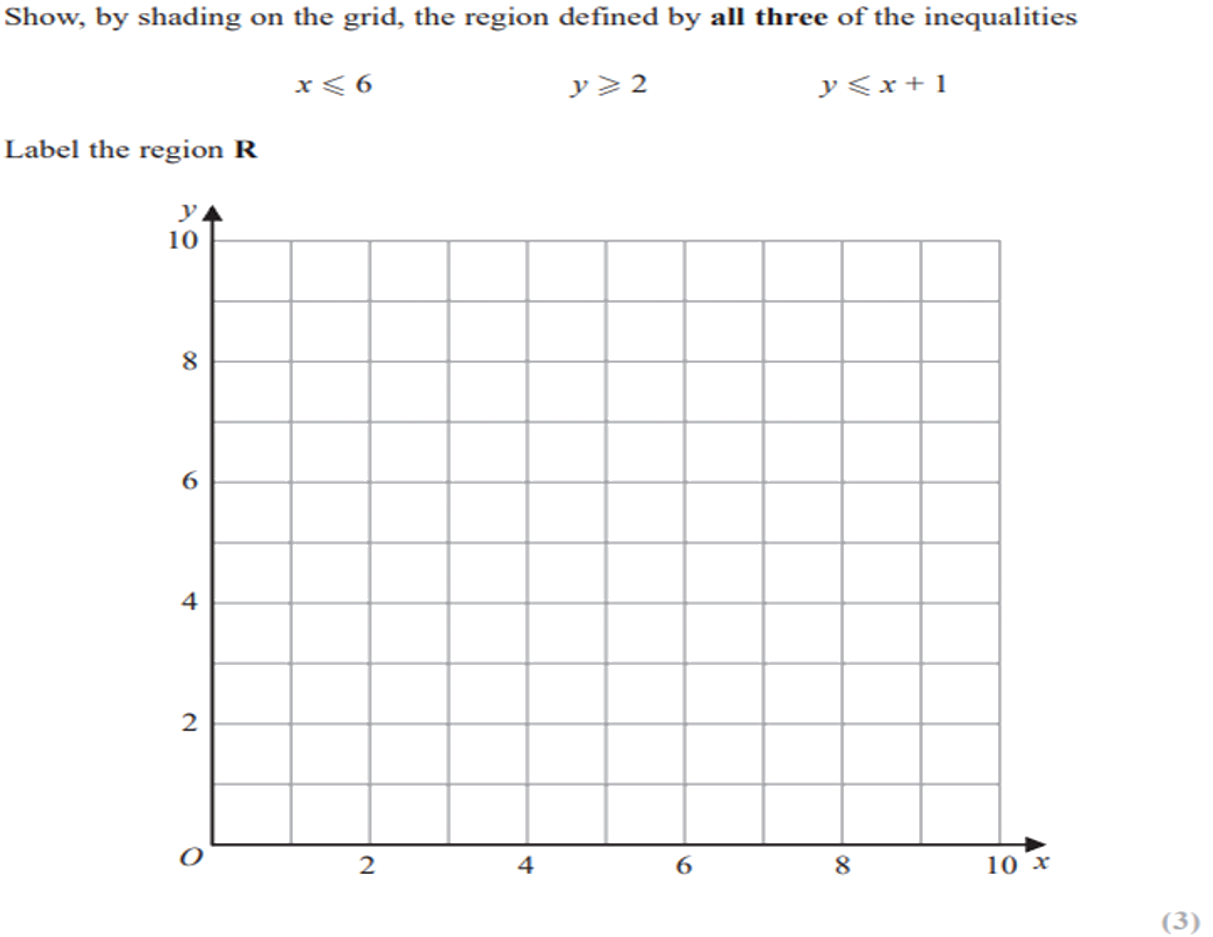 Show, by shading on the grid, the region defined by all three of the inequalities
x ⩽ 6 y ⩾ 2 y ⩽ x + 1
Label the region R
y
10
8
6
4
2
O 2 4 6 8 10 x
(3)